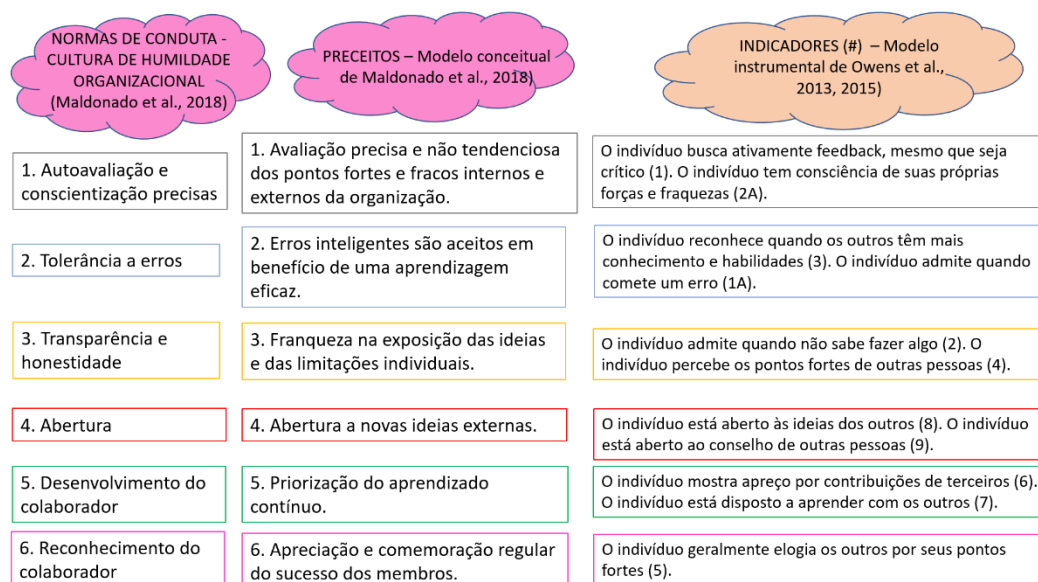 NORMAS DE CONDUTA -
CULTURA DE HUMILDADE
ORGANIZACIONAL
(Maldonado et al., 2018)
PRECEITOS – Modelo conceitual
de Maldonado et al., 2018)
INDICADORES (#) – Modelo
instrumental de Owens et al.,
2013, 2015)
1. Autoavaliação e
conscientização precisas
1. Avaliação precisa e não tendenciosa
dos pontos fortes e fracos internos e
externos da organização.
O indivíduo busca ativamente feedback, mesmo que seja
crítico (1). O indivíduo tem consciência de suas próprias
forças e fraquezas (2A).
2. Tolerância a erros
2. Erros inteligentes são aceitos em
benefício de uma aprendizagem
eficaz.
O indivíduo reconhece quando os outros têm mais
conhecimento e habilidades (3). O indivíduo admite quando
comete um erro (1A).
3. Transparência e
honestidade
3. Franqueza na exposição das ideias
e das limitações individuais.
O indivíduo admite quando não sabe fazer algo (2). O
indivíduo percebe os pontos fortes de outras pessoas (4).
4. Abertura
4. Abertura a novas ideias externas.
O indivíduo está aberto às ideias dos outros (8). O indivíduo
está aberto ao conselho de outras pessoas (9).
5. Desenvolvimento do
colaborador
5. Priorização do aprendizado
contínuo.
O indivíduo mostra apreço por contribuições de terceiros (6).
O indivíduo está disposto a aprender com os outros (7).
6. Reconhecimento do
colaborador
6. Apreciação e comemoração regular
do sucesso dos membros.
O indivíduo geralmente elogia os outros por seus pontos
fortes (5).